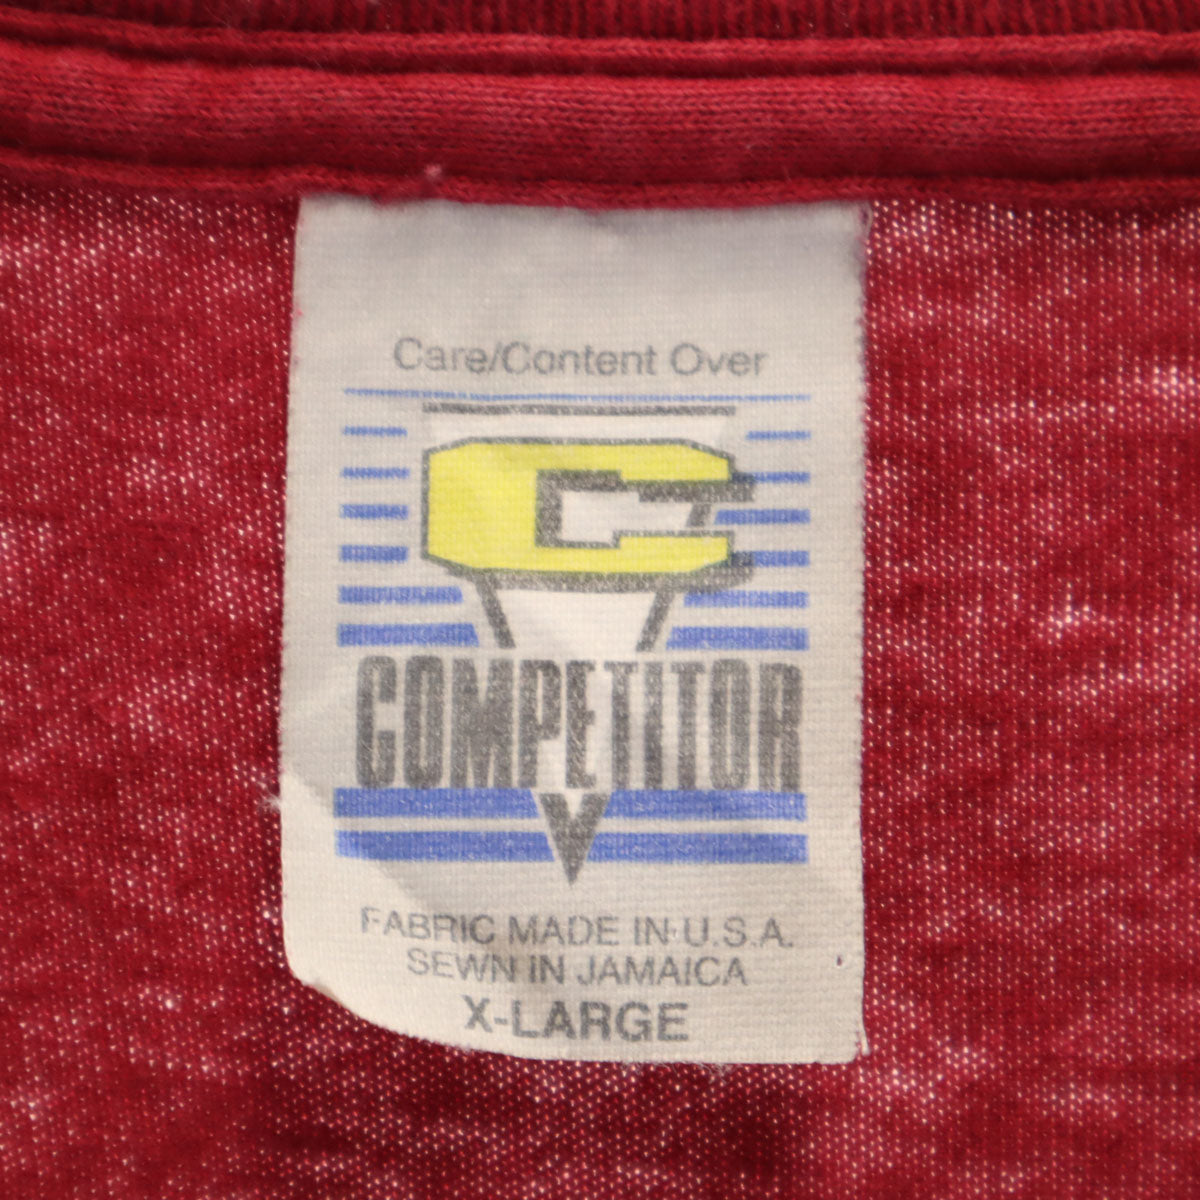 Care/Content Over
C
COMPETITOR
FABRIC MADE IN U.S.A.
SEWN IN JAMAICA
X-LARGE